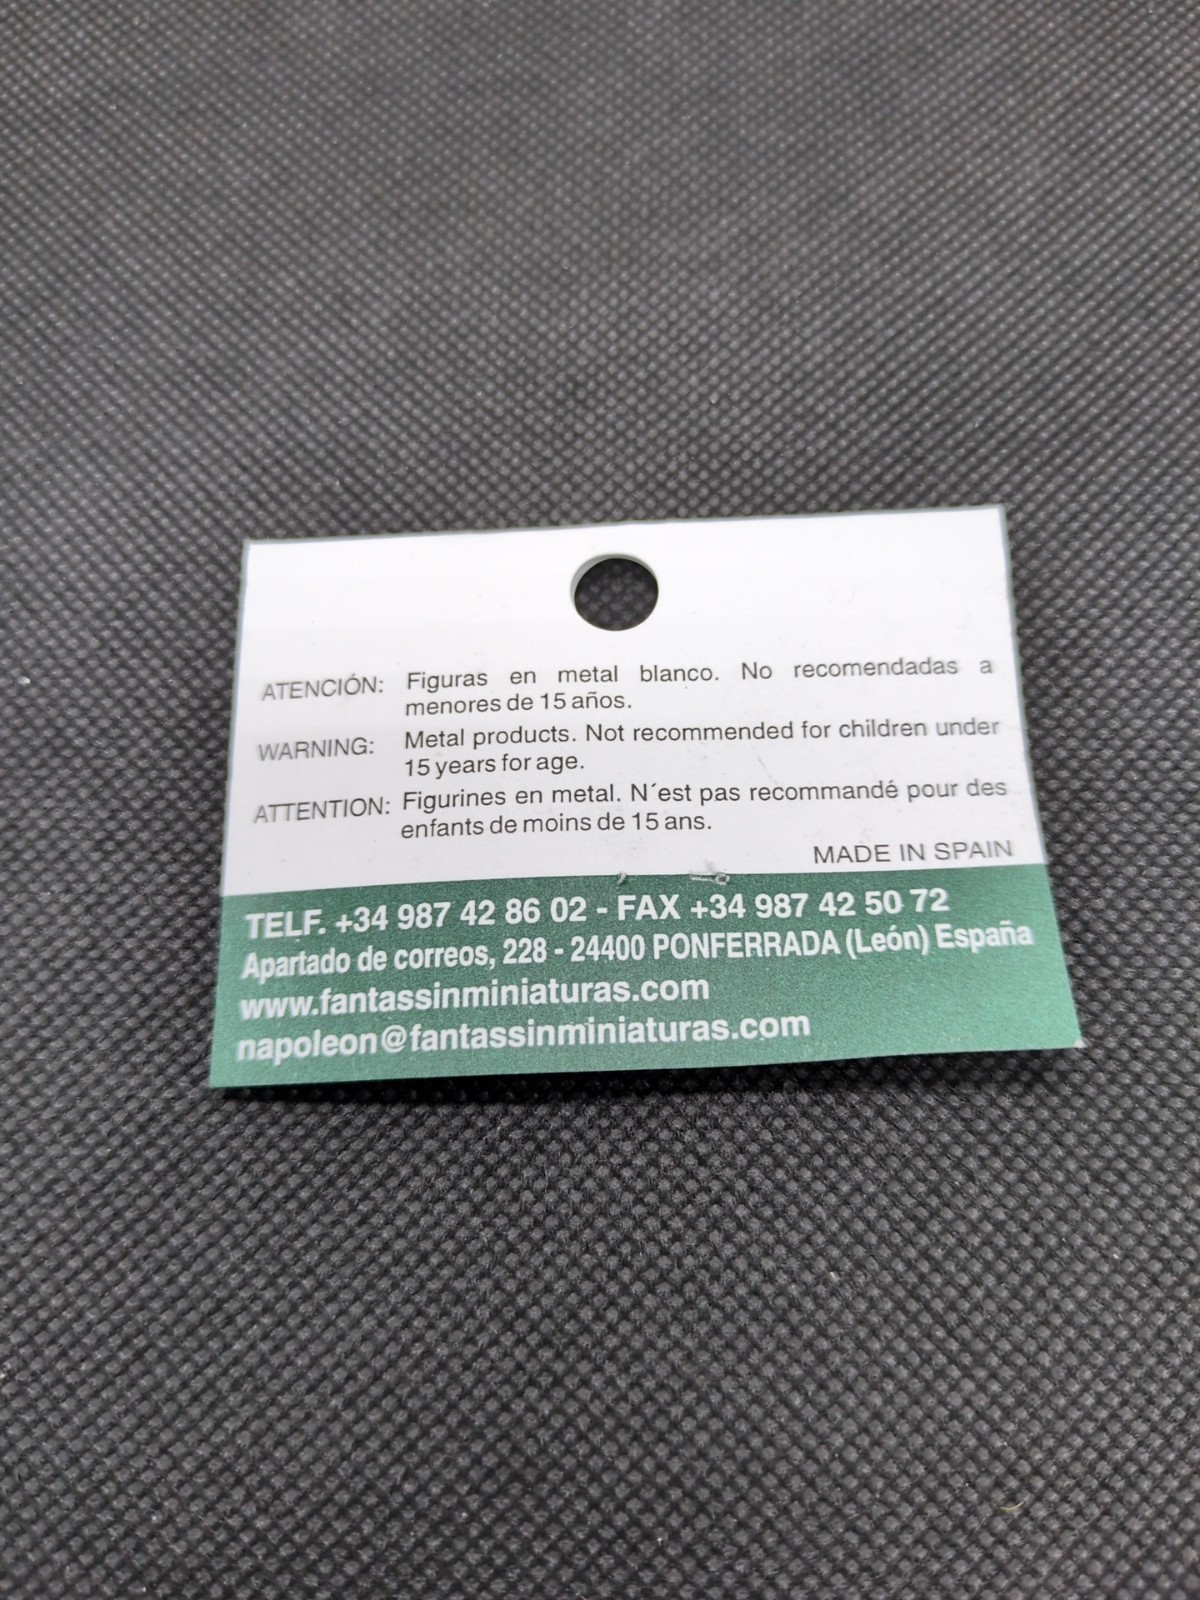 ATENCIÓN: Figuras en metal blanco. No recomendadas a
menores de 15 años.
WARNING: Metal products. Not recommended for children under
15 years for age.
ATTENTION: Figurines en metal. N´est pas recommandé pour des
enfants de moins de 15 ans.
MADE IN SPAIN
TELF. +34 987 42 86 02 - FAX +34 987 42 50 72
Apartado de correos, 228 - 24400 PONFERRADA (León) España
www.fantassinminiaturas.com
napoleon@fantassinminiaturas.com